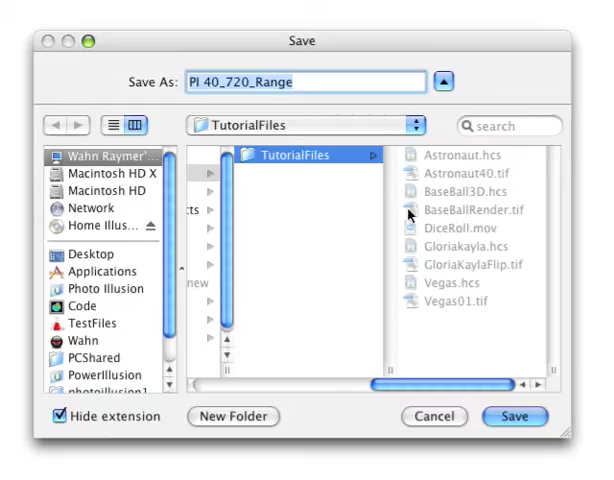 Save
Save As: PI 40_720_Range
TutorialFiles
search
Wahn Raymer'...
Macintosh HD X
Macintosh HD
Network
Home Illus...
Desktop
Applications
Photo Illusion
Code
TestFiles
Wahn
PCShared
PowerIllusion
photoillusion1
cts
new
TutorialFiles
Astronaut.hcs
Astronaut40.tif
BaseBall3D.hcs
BaseBallRender.tif
DiceRoll.mov
Gloriakayla.hcs
GloriaKaylaFlip.tif
Vegas.hcs
Vegas01.tif
Hide extension
New Folder
Cancel
Save